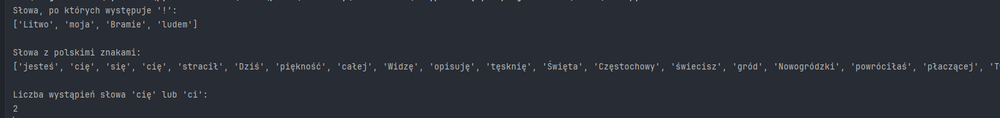 Słowa, po których występuje '!':
['Litwo', 'moja', 'Bramie', 'ludem']
Słowa z polskimi znakami:
['jesteś', 'cię', 'się', 'cię', 'stracił', 'Dziś', 'piękność', 'całej', 'Widzę', 'opisuję', 'tęsknię', 'Święta', 'Częstochowy', 'świecisz', 'gród', 'Nowogródzki', 'powróciłaś', 'płaczącej',
Liczba wystąpień słowa 'cię' lub 'ci':
2